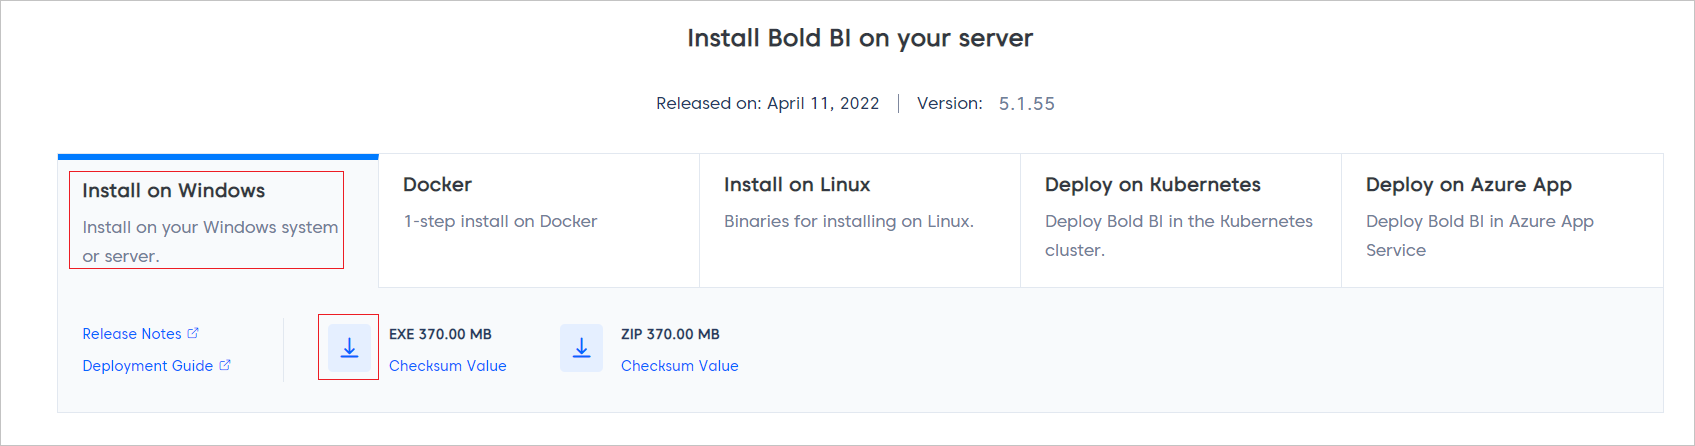 Install Bold BI on your server
Released on: April 11, 2022 | Version: 5.1.55
Install on Windows
Install on your Windows system
or server.
Docker
1-step install on Docker
Install on Linux
Binaries for installing on Linux.
Deploy on Kubernetes
Deploy Bold BI in the Kubernetes
cluster.
Deploy on Azure App
Deploy Bold BI in Azure App
Service
Release Notes
Deployment Guide
EXE 370.00 MB
Checksum Value
ZIP 370.00 MB
Checksum Value